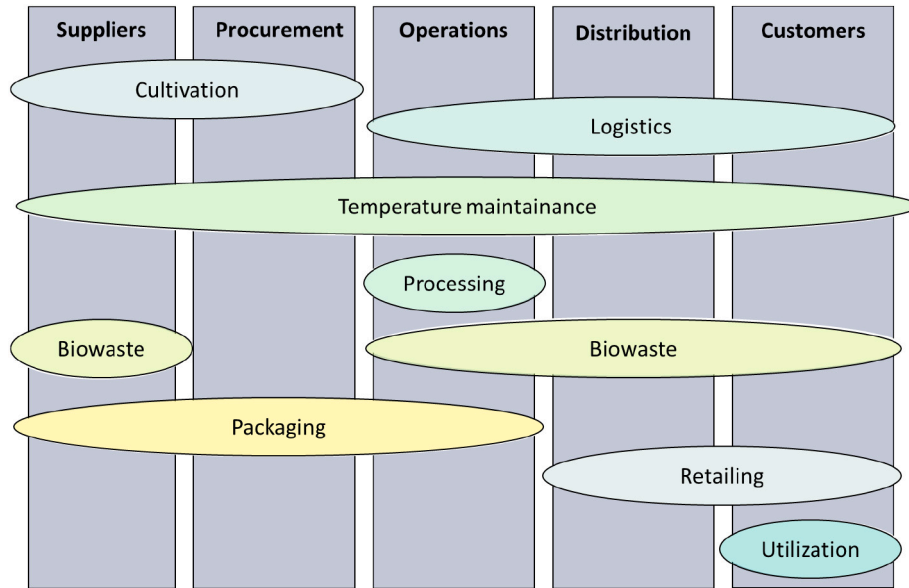 Suppliers Procurement Operations Distribution Customers
Cultivation
Logistics
Temperature maintainance
Processing
Biowaste Biowaste
Packaging
Retailing
Utilization